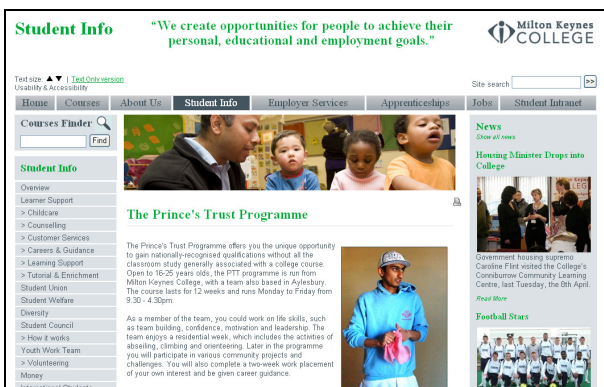 Student Info
"We create opportunities for people to achieve their
personal, educational and employment goals."
Milton Keynes
COLLEGE
Text size: ▲ ▼ | Text Only version
Usability & Accessibility
Site search
>>
Home
Courses
About Us
Student Info
Employer Services
Apprenticeships
Jobs
Student Intranet
Courses Finder
Find
Student Info
Overview
Learner Support
> Childcare
> Counselling
> Customer Services
> Careers & Guidance
> Learning Support
> Tutorial & Enrichment
Student Union
Student Welfare
Diversity
Student Council
> How it works
Youth Work Team
> Volunteering
Money
International Students
The Prince's Trust Programme
The Prince's Trust Programme offers you the unique opportunity
to gain nationally-recognised qualifications without all the
classroom study generally associated with a college course.
Open to 16-25 years olds, the PTT programme is run from
Milton Keynes College, with a team also based in Aylesbury.
The course lasts for 12 weeks and runs Monday to Friday from
9.30 - 4.30pm.
As a member of the team, you could work on life skills, such
as team building, confidence, motivation and leadership. The
team enjoys a residential week, which includes the activities of
abseiling, climbing and orienteering. Later in the programme
you will participate in various community projects and
challenges. You will also complete a two-week work placement
of your own interest and be given career guidance.
News
Show all news
Housing Minister Drops into
College
Government housing supremo
Caroline Flint visited the College's
Conniburrow Community Learning
Centre, last Tuesday, the 8th April.
Read More
Football Stars